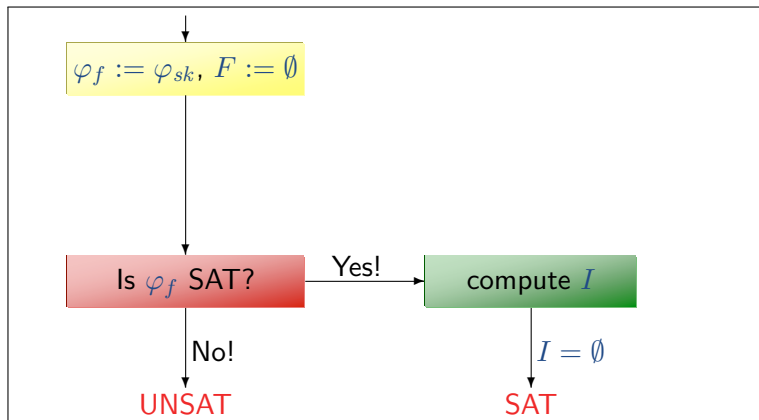 φ_f := φ_sk, F := ∅
Is φ_f SAT?
Yes!
compute I
No!
I = ∅
UNSAT
SAT